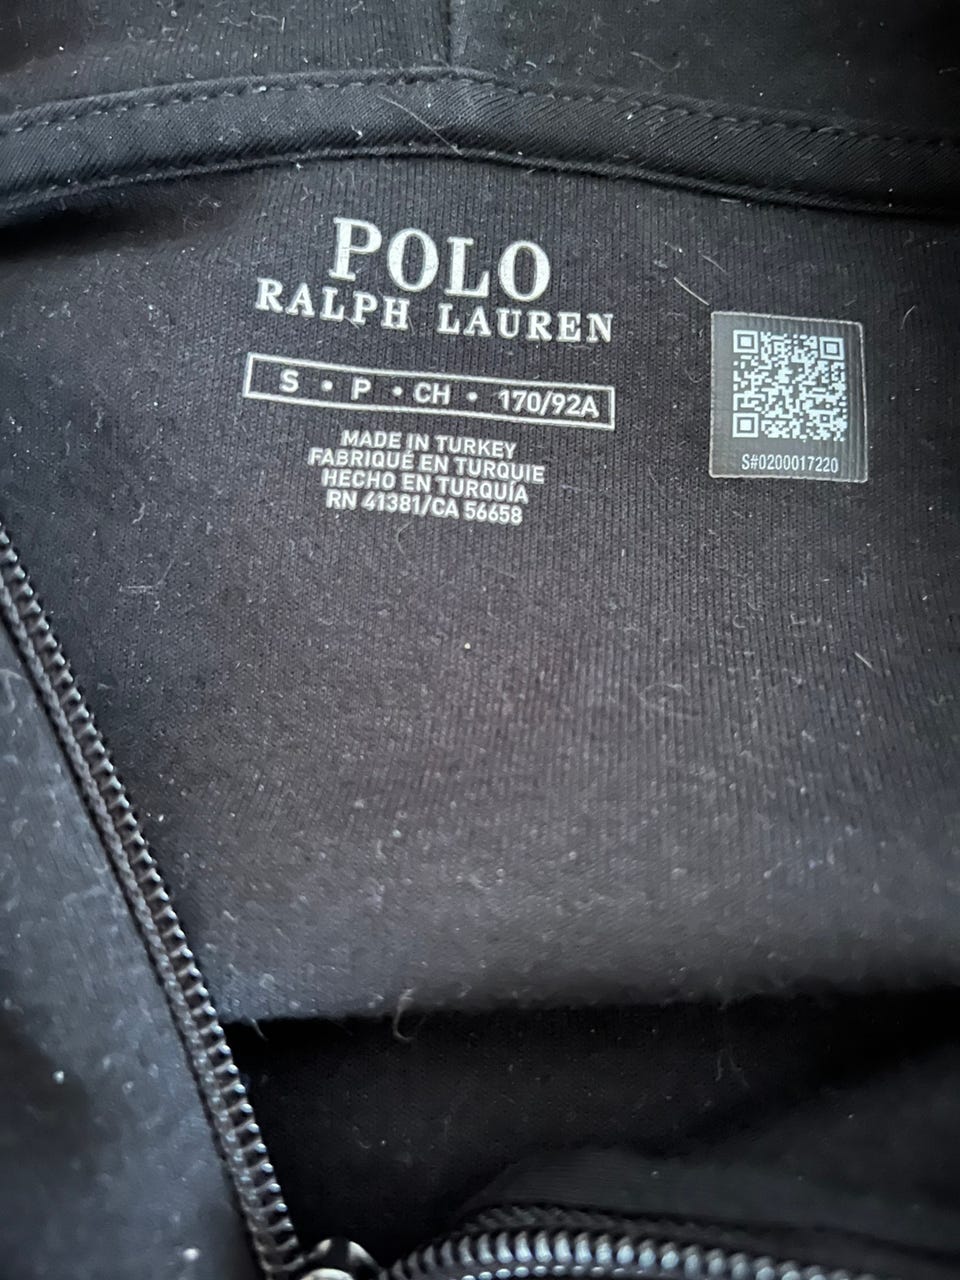 POLO
RALPH LAUREN
S • P • CH • 170/92A
MADE IN TURKEY
FABRIQUÉ EN TURQUIE
HECHO EN TURQUÍA
RN 41381/CA 56658
S#0200017220